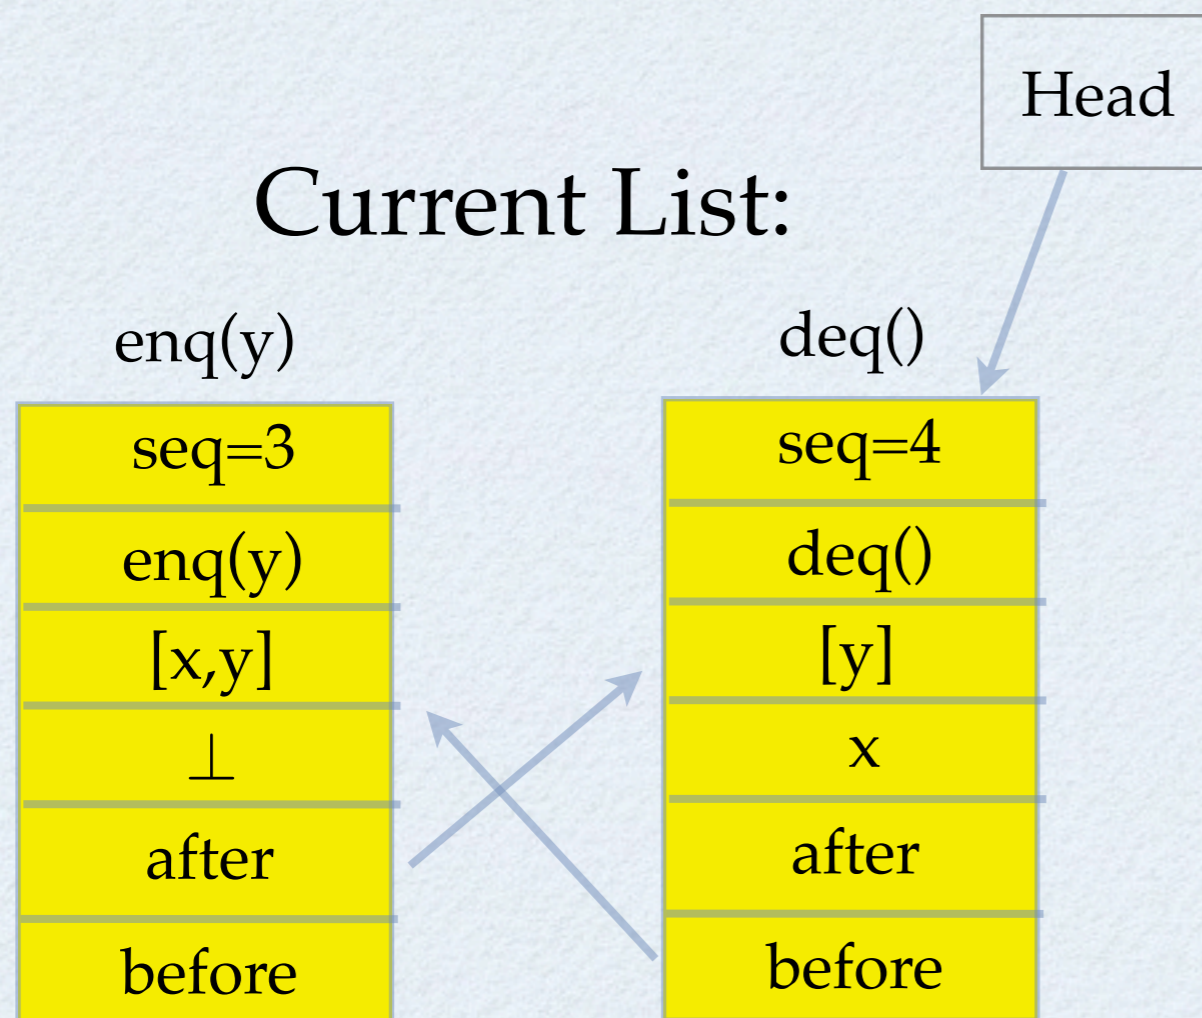 Head
Current List:
enq(y)
seq=3
enq(y)
[x,y]
⊥
after
before
deq()
seq=4
deq()
[y]
x
after
before